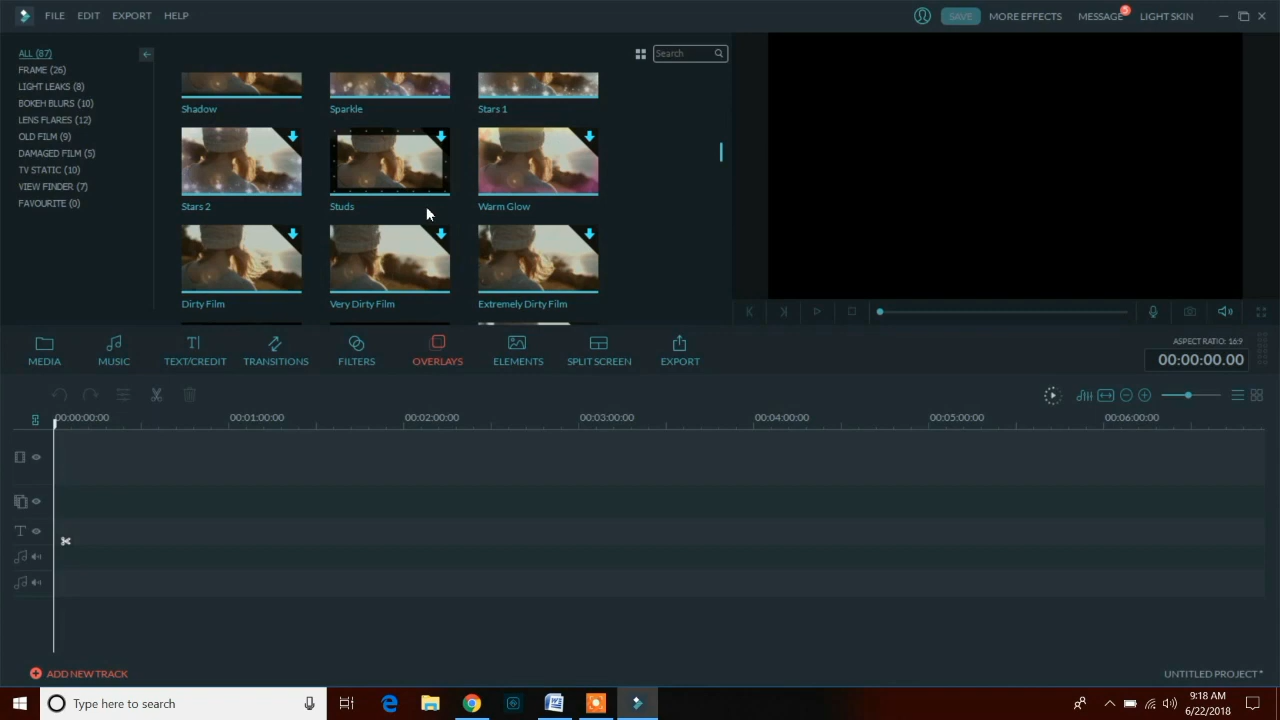 FILE EDIT EXPORT HELP SAVE MORE EFFECTS MESSAGE 5 LIGHT SKIN
ALL (87)
FRAME (26)
LIGHT LEAKS (8)
BOKEH BLURS (10)
LENS FLARES (12)
OLD FILM (9)
DAMAGED FILM (5)
TV STATIC (10)
VIEW FINDER (7)
FAVOURITE (0)
Search
Shadow Sparkle Stars 1
Stars 2 Studs Warm Glow
Dirty Film Very Dirty Film Extremely Dirty Film
MEDIA MUSIC TEXT/CREDIT TRANSITIONS FILTERS OVERLAYS ELEMENTS SPLIT SCREEN EXPORT
ASPECT RATIO: 16:9
00:00:00.00
00:00:00:00 00:01:00:00 00:02:00:00 00:03:00:00 00:04:00:00 00:05:00:00 00:06:00:00
ADD NEW TRACK UNTITLED PROJECT*
Type here to search
9:18 AM
6/22/2018